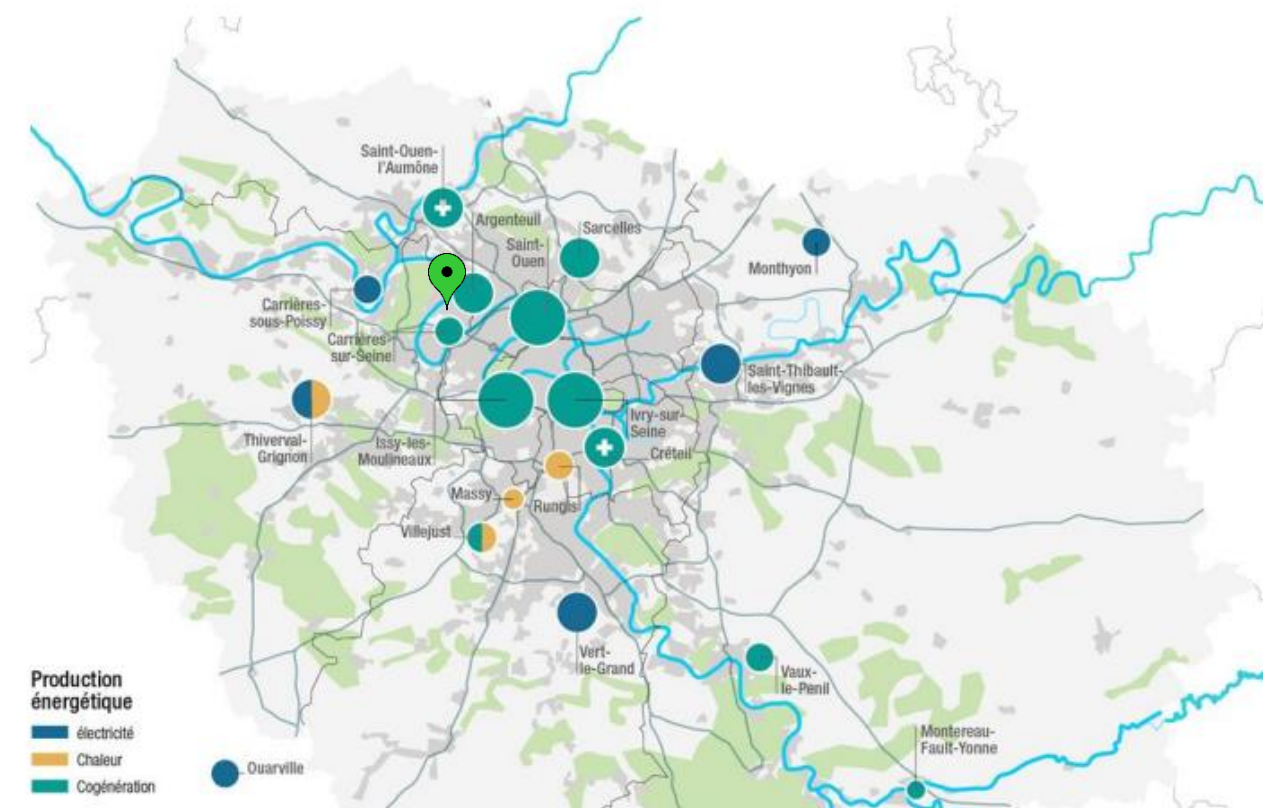 Saint-Ouen-
l'Aumône
Argenteuil
Saint-
Ouen
Sarcelles
Monthyon
Carrières-
sous-Poissy
Carrières-
sur-Seine
Saint-Thibault-
les-Vignes
Thiverval-
Grignon
Issy-les-
Moulineaux
Ivry-sur-
Seine
Créteil
Massy
Rungis
Villejust
Vert-
le-Grand
Vaux-
le-Penil
Montereau-
Fault-Yonne
Production
énergétique
électricité
Chaleur
Cogénération
Ouarville